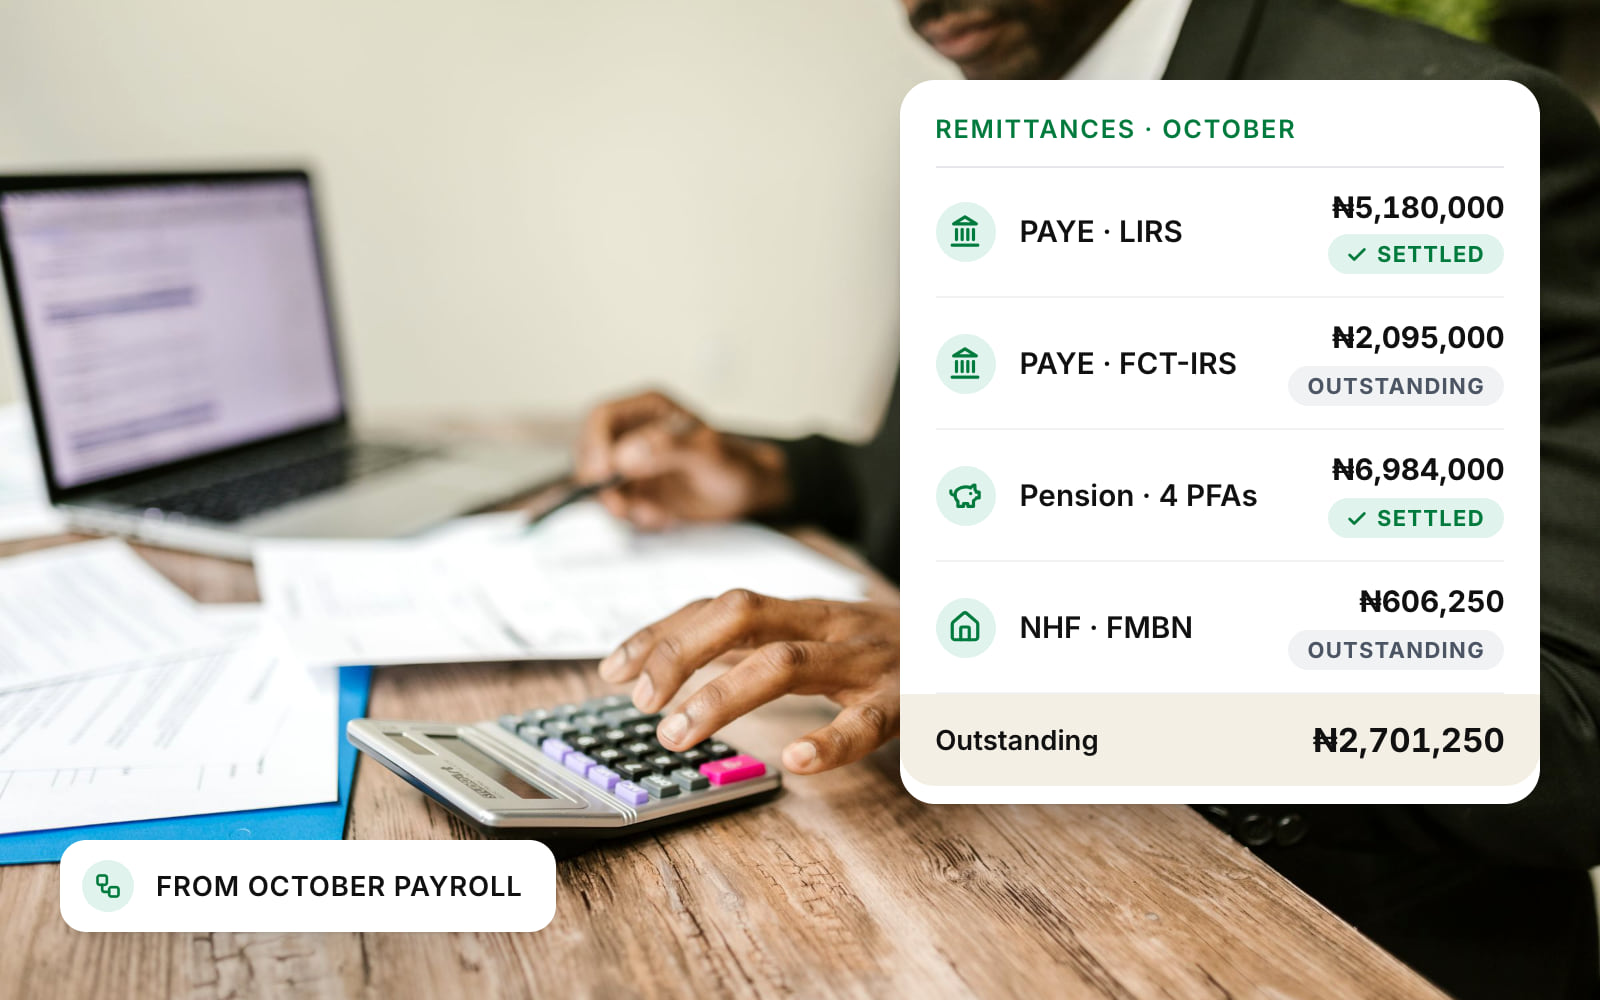 REMITTANCES · OCTOBER
PAYE · LIRS
₦5,180,000
✓ SETTLED
PAYE · FCT-IRS
₦2,095,000
OUTSTANDING
Pension · 4 PFAs
₦6,984,000
✓ SETTLED
NHF · FMBN
₦606,250
OUTSTANDING
Outstanding
₦2,701,250
FROM OCTOBER PAYROLL